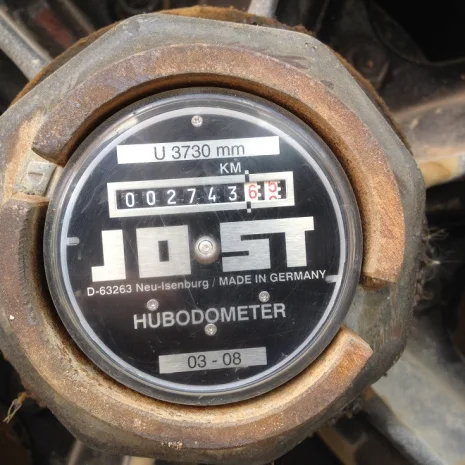 U 3730 mm
KM
0027436
JOST
D-63263 Neu-Isenburg / MADE IN GERMANY
HUBODOMETER
03 - 08